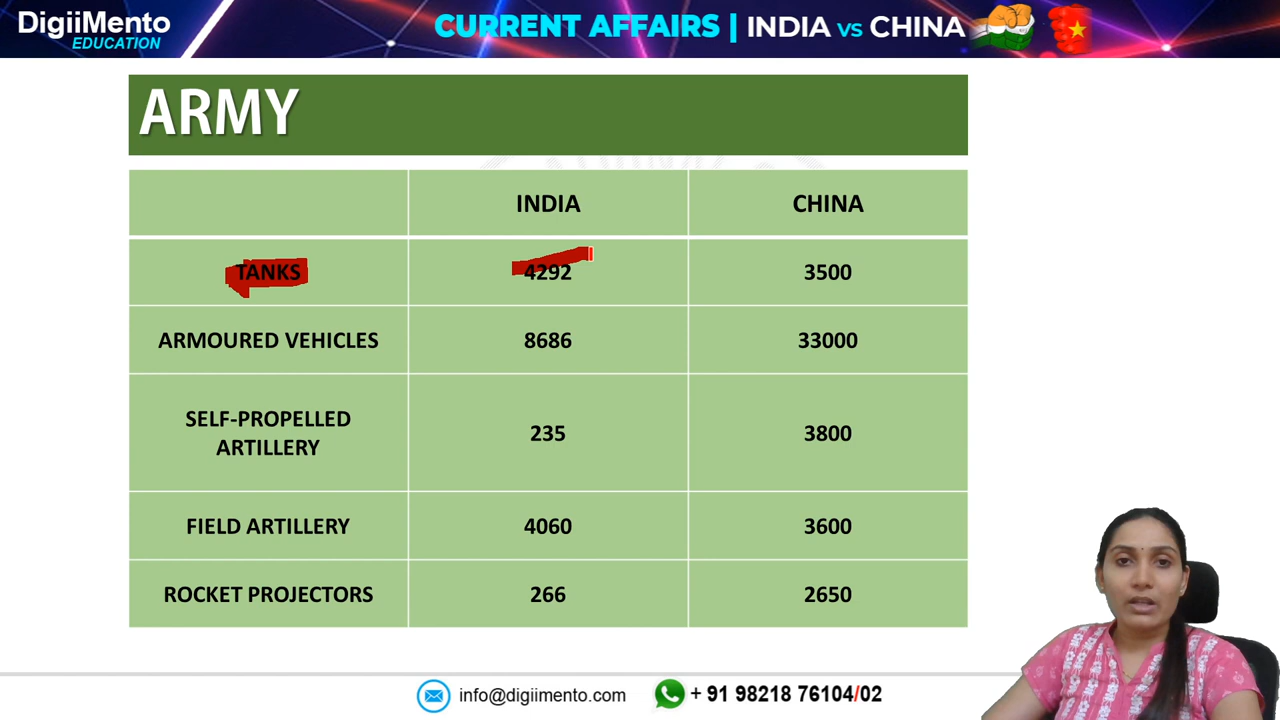 DigiiMento
EDUCATION
CURRENT AFFAIRS | INDIA vs CHINA
ARMY
INDIA CHINA
TANKS 4292 3500
ARMOURED VEHICLES 8686 33000
SELF-PROPELLED
ARTILLERY 235 3800
FIELD ARTILLERY 4060 3600
ROCKET PROJECTORS 266 2650
info@digiimento.com + 91 98218 76104/02